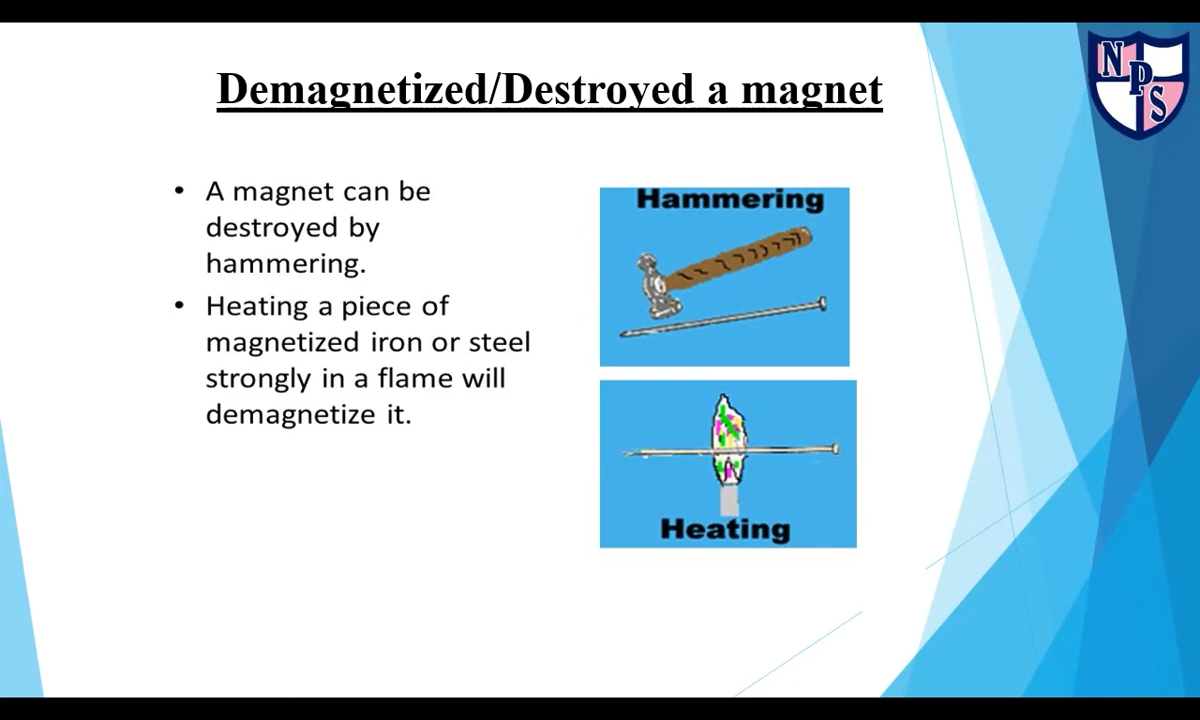 Demagnetized/Destroyed a magnet
N
P
S
• A magnet can be
destroyed by
hammering.
• Heating a piece of
magnetized iron or steel
strongly in a flame will
demagnetize it.
Hammering
Heating